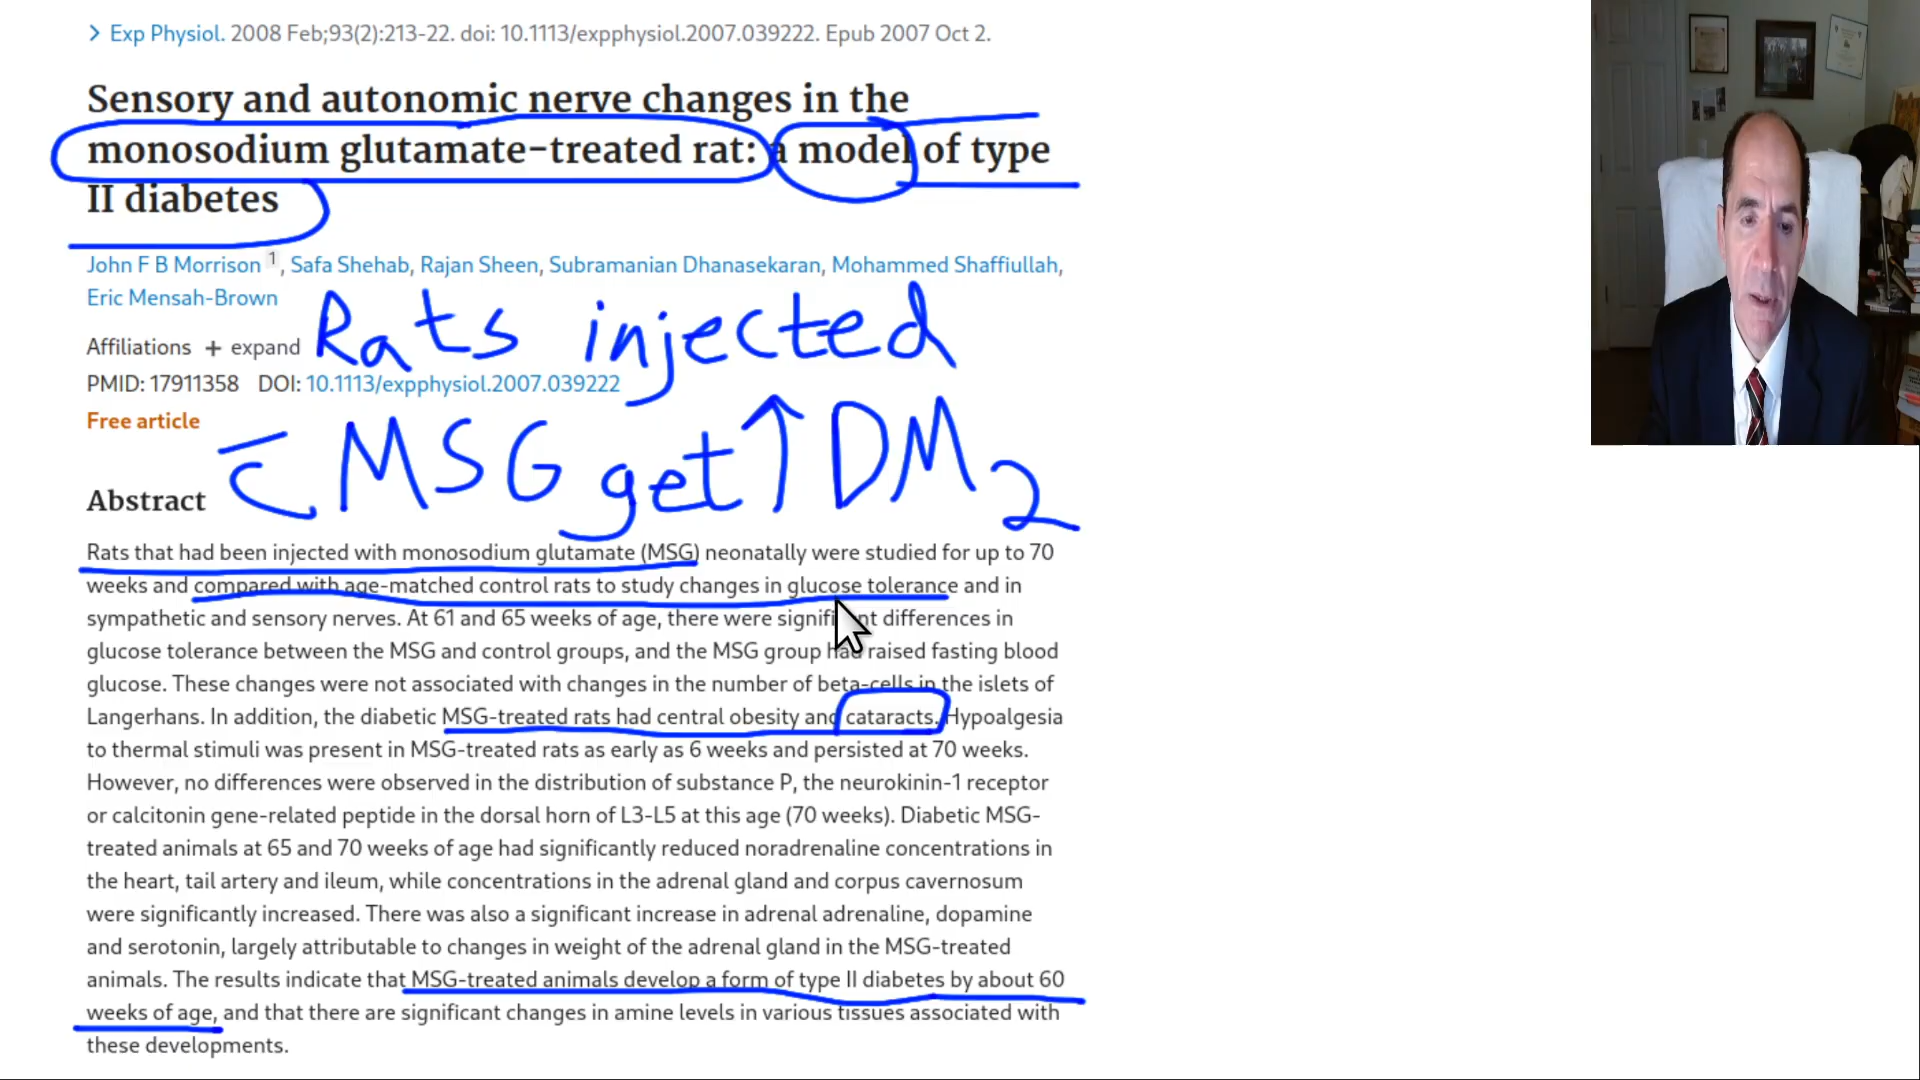 > Exp Physiol. 2008 Feb;93(2):213-22. doi: 10.1113/expphysiol.2007.039222. Epub 2007 Oct 2.
Sensory and autonomic nerve changes in the
monosodium glutamate-treated rat: a model of type
II diabetes
John F B Morrison 1, Safa Shehab, Rajan Sheen, Subramanian Dhanasekaran, Mohammed Shaffiullah,
Eric Mensah-Brown
Rats injected
Affiliations + expand
PMID: 17911358 DOI: 10.1113/expphysiol.2007.039222
Free article
c̄ MSG get ↑ DM2
Abstract
Rats that had been injected with monosodium glutamate (MSG) neonatally were studied for up to 70
weeks and compared with age-matched control rats to study changes in glucose tolerance and in
sympathetic and sensory nerves. At 61 and 65 weeks of age, there were significant differences in
glucose tolerance between the MSG and control groups, and the MSG group had raised fasting blood
glucose. These changes were not associated with changes in the number of beta-cells in the islets of
Langerhans. In addition, the diabetic MSG-treated rats had central obesity and cataracts. Hypoalgesia
to thermal stimuli was present in MSG-treated rats as early as 6 weeks and persisted at 70 weeks.
However, no differences were observed in the distribution of substance P, the neurokinin-1 receptor
or calcitonin gene-related peptide in the dorsal horn of L3-L5 at this age (70 weeks). Diabetic MSG-
treated animals at 65 and 70 weeks of age had significantly reduced noradrenaline concentrations in
the heart, tail artery and ileum, while concentrations in the adrenal gland and corpus cavernosum
were significantly increased. There was also a significant increase in adrenal adrenaline, dopamine
and serotonin, largely attributable to changes in weight of the adrenal gland in the MSG-treated
animals. The results indicate that MSG-treated animals develop a form of type II diabetes by about 60
weeks of age, and that there are significant changes in amine levels in various tissues associated with
these developments.